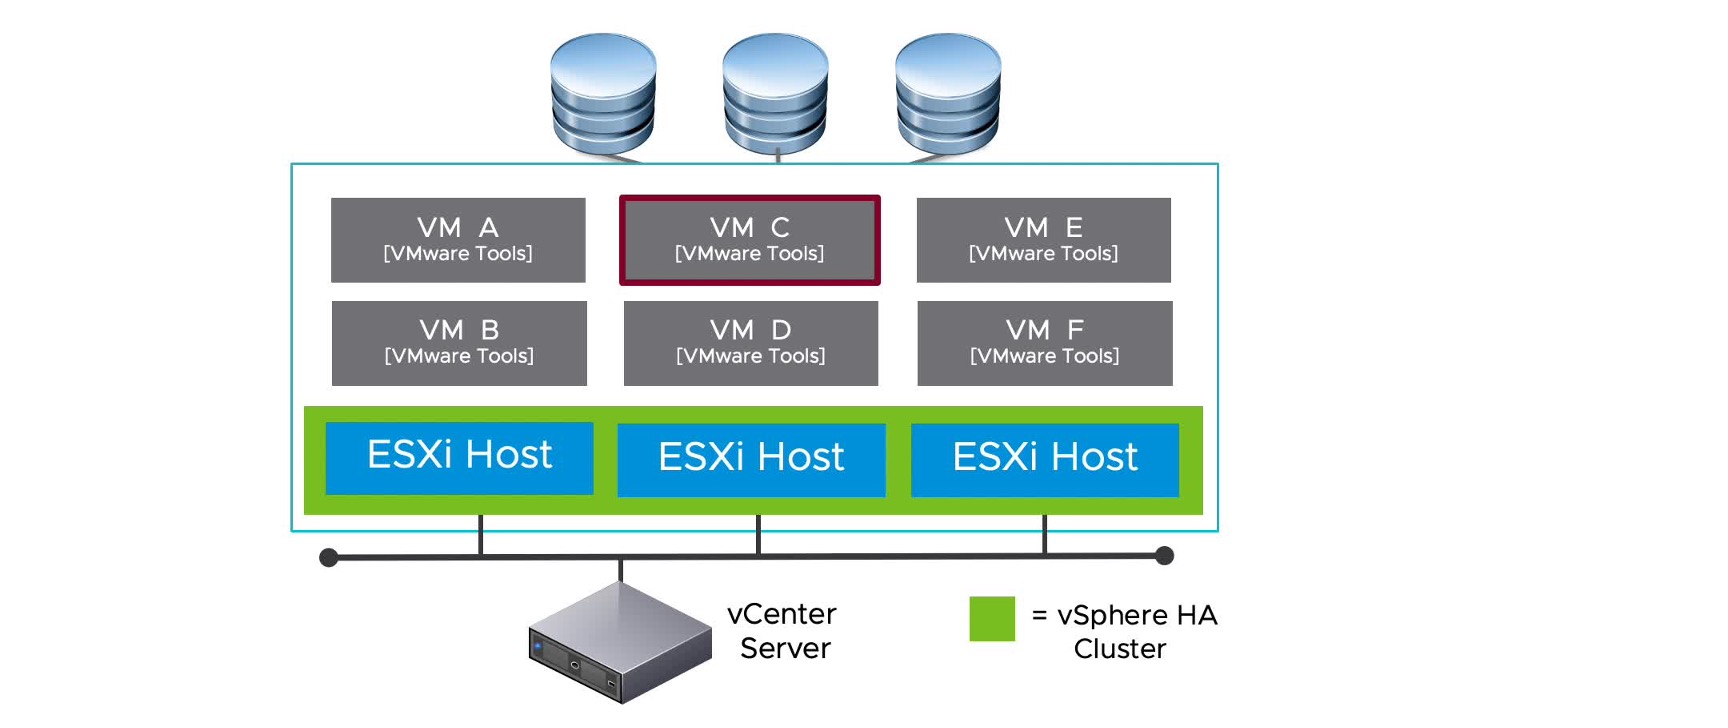 VM A
[VMware Tools]
VM C
[VMware Tools]
VM E
[VMware Tools]
VM B
[VMware Tools]
VM D
[VMware Tools]
VM F
[VMware Tools]
ESXi Host
ESXi Host
ESXi Host
vCenter
Server
= vSphere HA
Cluster